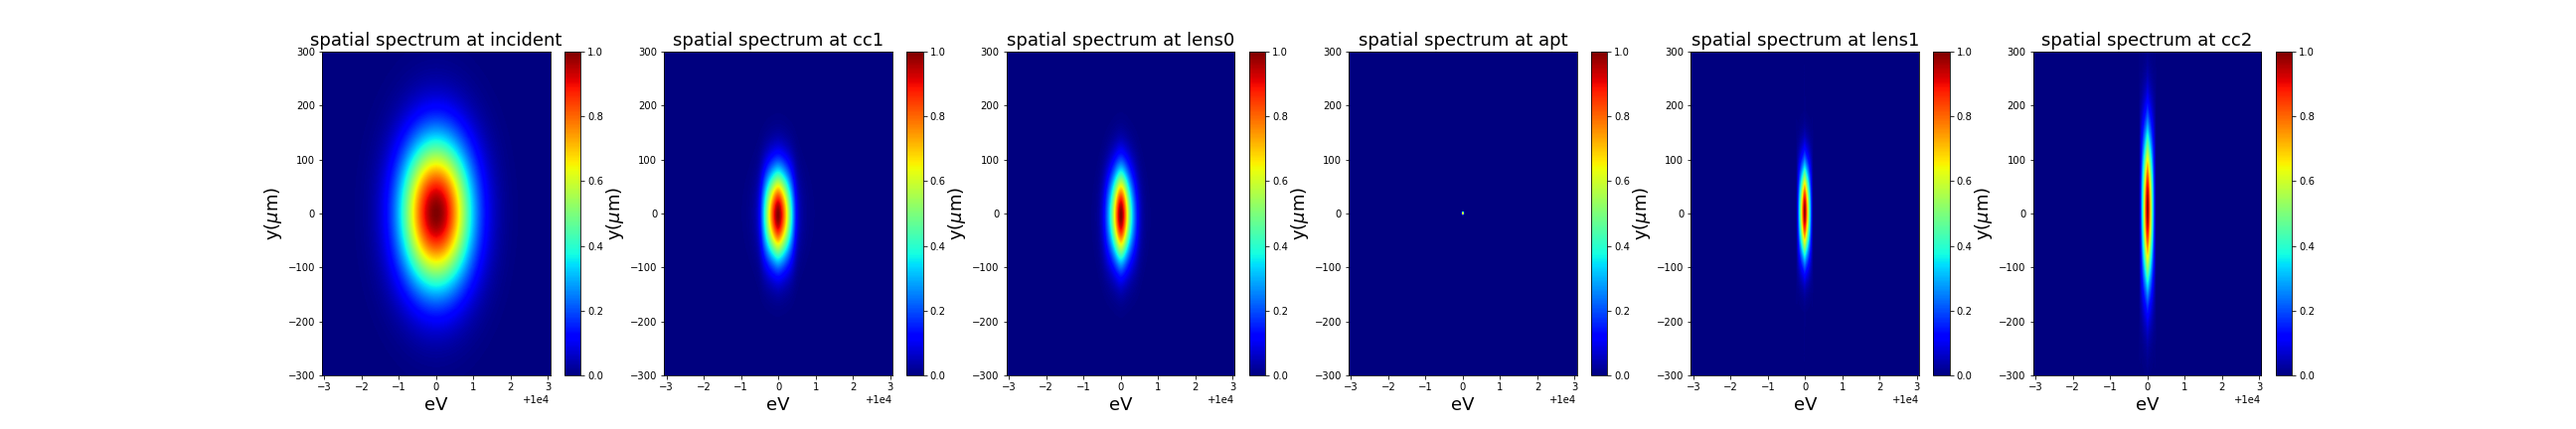 spatial spectrum at incident
300
200
100
0
−100
−200
−300
y(μm)
−3 −2 −1 0 1 2 3
+1e4
eV
1.0
0.8
0.6
0.4
0.2
0.0
spatial spectrum at cc1
300
200
100
0
−100
−200
−300
y(μm)
−3 −2 −1 0 1 2 3
+1e4
eV
1.0
0.8
0.6
0.4
0.2
0.0
spatial spectrum at lens0
300
200
100
0
−100
−200
−300
y(μm)
−3 −2 −1 0 1 2 3
+1e4
eV
1.0
0.8
0.6
0.4
0.2
0.0
spatial spectrum at apt
300
200
100
0
−100
−200
−300
y(μm)
−3 −2 −1 0 1 2 3
+1e4
eV
1.0
0.8
0.6
0.4
0.2
0.0
spatial spectrum at lens1
300
200
100
0
−100
−200
−300
y(μm)
−3 −2 −1 0 1 2 3
+1e4
eV
1.0
0.8
0.6
0.4
0.2
0.0
spatial spectrum at cc2
300
200
100
0
−100
−200
−300
y(μm)
−3 −2 −1 0 1 2 3
+1e4
eV
1.0
0.8
0.6
0.4
0.2
0.0